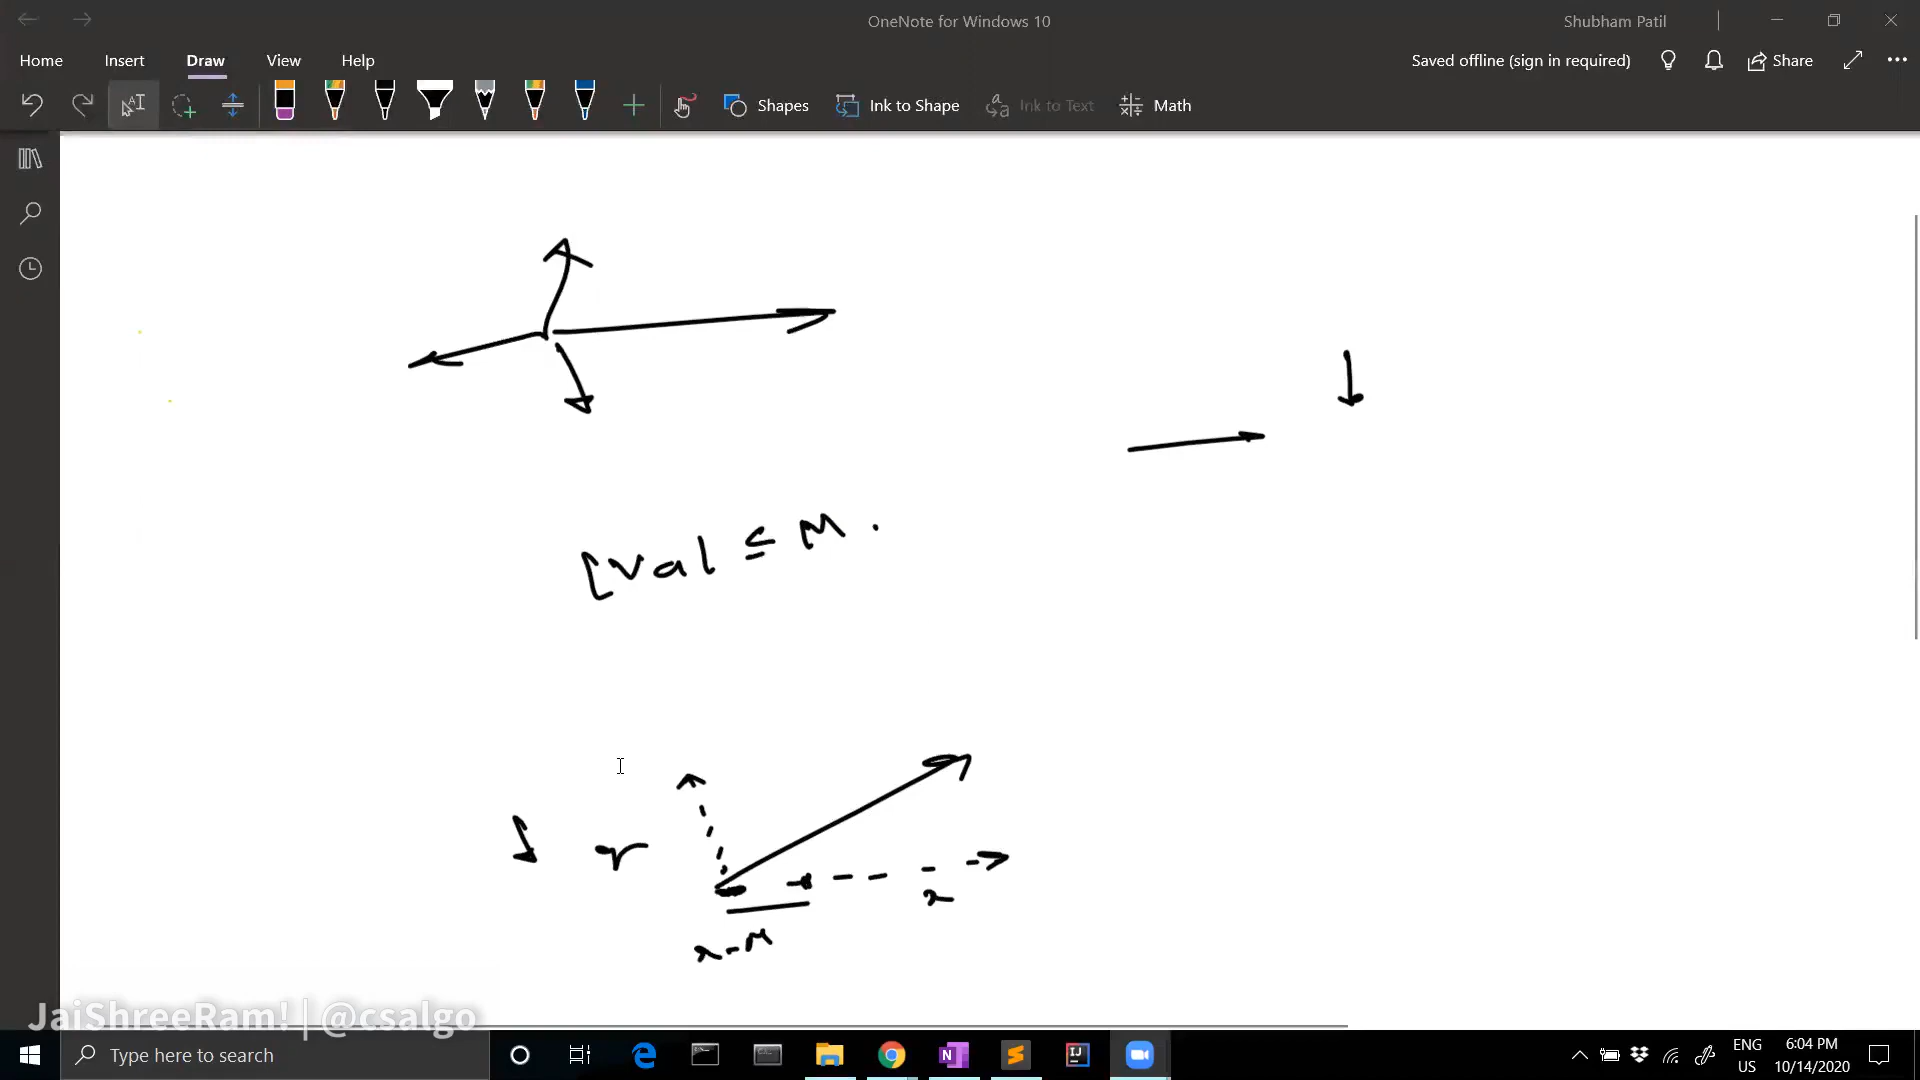 OneNote for Windows 10
Shubham Patil
Home Insert Draw View Help
Saved offline (sign in required)
Share
Shapes
Ink to Shape
Ink to Text
Math
[Val ≤ M .
x
x-M
JaiShreeRam! | @csalgo
Type here to search
ENG
US
6:04 PM
10/14/2020